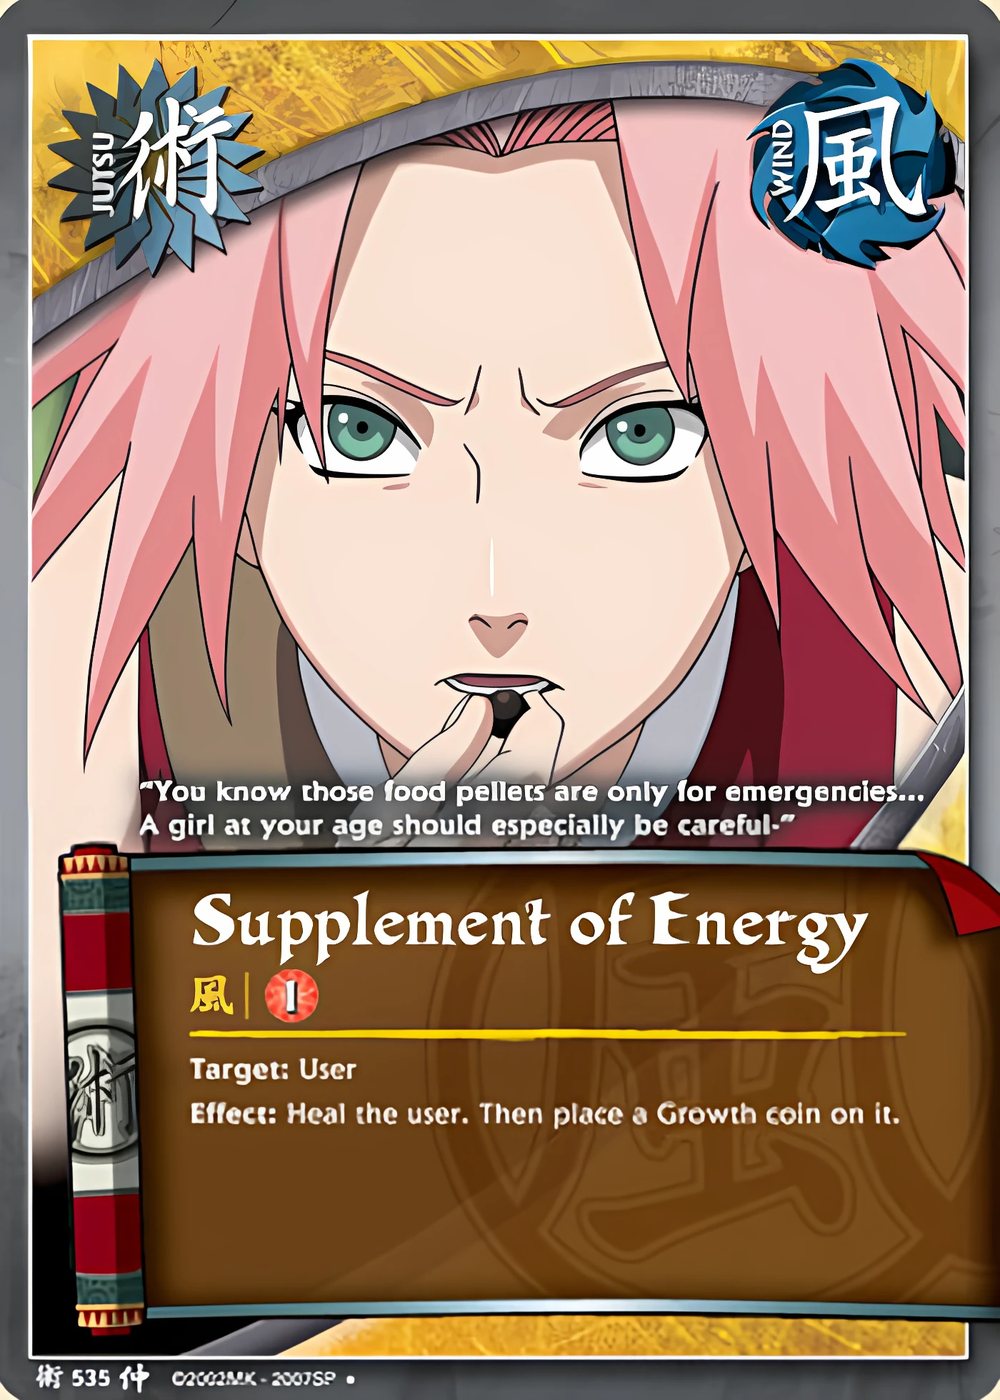 JUTSU
術
WIND
風
"You know those food pellets are only for emergencies...
A girl at your age should especially be careful-"
Supplement of Energy
風 | 1
Target: User
Effect: Heal the user. Then place a Growth coin on it.
術
術 535 仲 ©2002MK - 2007SP •